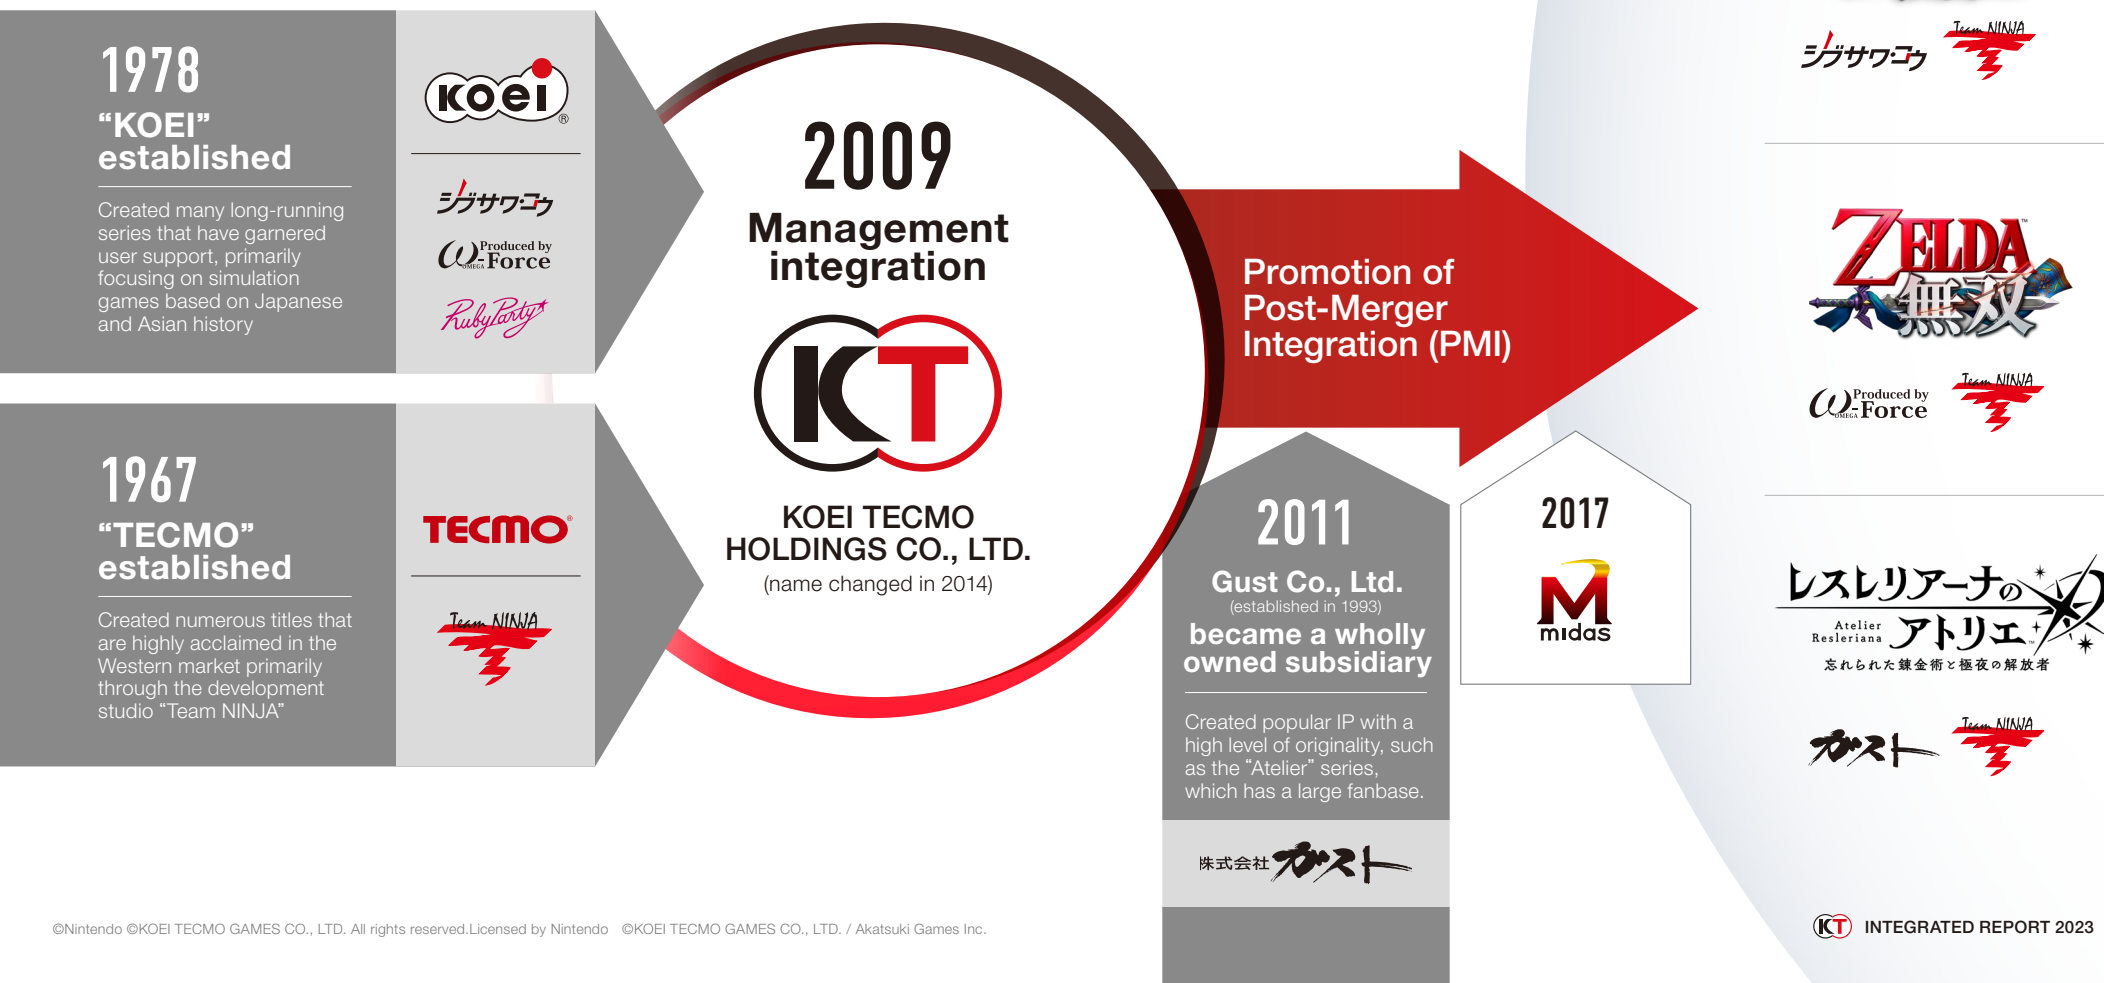 1978
“KOEI”
established
Created many long-running
series that have garnered
user support, primarily
focusing on simulation
games based on Japanese
and Asian history
KOEI
®
シブサワ・コウ
Produced by
ω-Force
OMEGA
RubyParty
1967
“TECMO”
established
Created numerous titles that
are highly acclaimed in the
Western market primarily
through the development
studio “Team NINJA”
TECMO®
Team NINJA
2009
Management
integration
KT
KOEI TECMO
HOLDINGS CO., LTD.
(name changed in 2014)
Promotion of
Post-Merger
Integration (PMI)
2011
Gust Co., Ltd.
(established in 1993)
became a wholly
owned subsidiary
Created popular IP with a
high level of originality, such
as the “Atelier” series,
which has a large fanbase.
株式会社ガスト
2017
M
midas
シブサワ・コウ
Team NINJA
ZELDA™
無双
Produced by
ω-Force
OMEGA
Team NINJA
レスレリアーナの
Atelier
Resleriana
アトリエ™
忘れられた錬金術と極夜の解放者
ガスト
Team NINJA
©Nintendo ©KOEI TECMO GAMES CO., LTD. All rights reserved.Licensed by Nintendo ©KOEI TECMO GAMES CO., LTD. / Akatsuki Games Inc.
KT INTEGRATED REPORT 2023